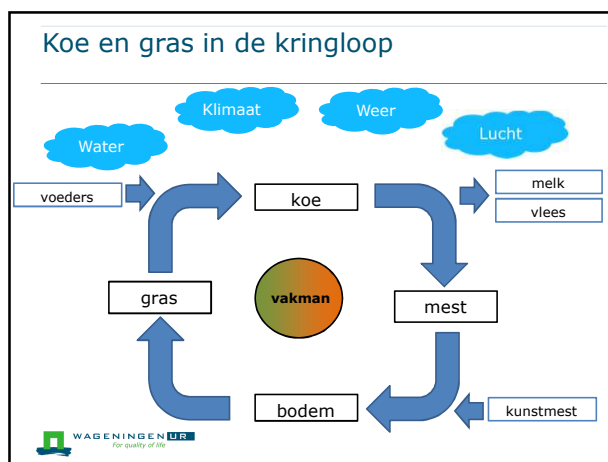 Koe en gras in de kringloop
Klimaat
Weer
Water
Lucht
voeders
koe
melk
vlees
gras
vakman
mest
bodem
kunstmest
WAGENINGEN UR
For quality of life